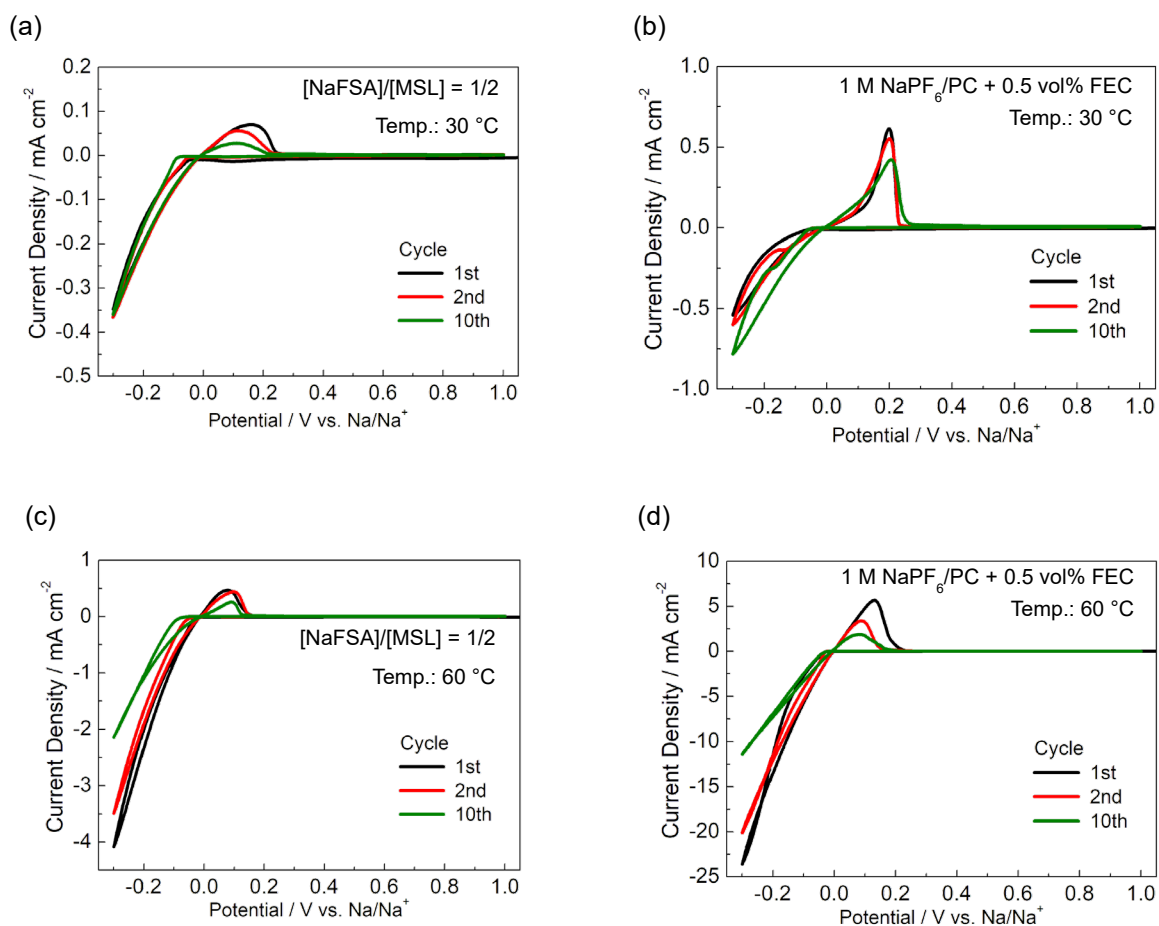 (a)
[NaFSA]/[MSL] = 1/2
Temp.: 30 °C
Cycle
1st
2nd
10th
0.2
0.1
0.0
-0.1
-0.2
-0.3
-0.4
-0.5
Current Density / mA cm-2
-0.2 0.0 0.2 0.4 0.6 0.8 1.0
Potential / V vs. Na/Na+
(b)
1 M NaPF6/PC + 0.5 vol% FEC
Temp.: 30 °C
Cycle
1st
2nd
10th
1.0
0.5
0.0
-0.5
-1.0
Current Density / mA cm-2
-0.2 0.0 0.2 0.4 0.6 0.8 1.0
Potential / V vs. Na/Na+
(c)
[NaFSA]/[MSL] = 1/2
Temp.: 60 °C
Cycle
1st
2nd
10th
1
0
-1
-2
-3
-4
Current Density / mA cm-2
-0.2 0.0 0.2 0.4 0.6 0.8 1.0
Potential / V vs. Na/Na+
(d)
1 M NaPF6/PC + 0.5 vol% FEC
Temp.: 60 °C
Cycle
1st
2nd
10th
10
5
0
-5
-10
-15
-20
-25
Current Density / mA cm-2
-0.2 0.0 0.2 0.4 0.6 0.8 1.0
Potential / V vs. Na/Na+